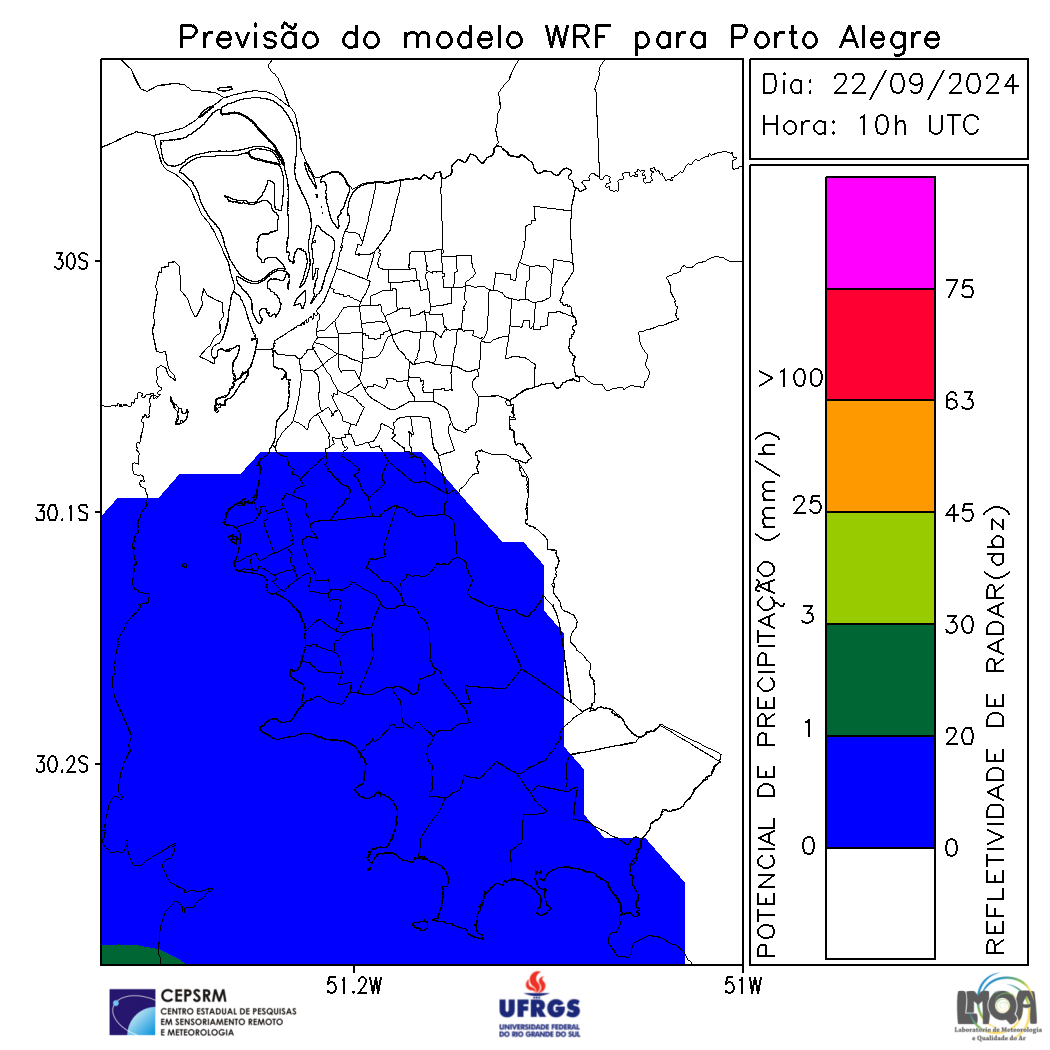 Previsão do modelo WRF para Porto Alegre
Dia: 22/09/2024
Hora: 10h UTC
30S
30.1S
30.2S
51.2W
51W
POTENCIAL DE PRECIPITAÇÃO (mm/h)
>100
25
3
1
0
75
63
45
30
20
0
REFLETIVIDADE DE RADAR(dbz)
CEPSRM
CENTRO ESTADUAL DE PESQUISAS
EM SENSORIAMENTO REMOTO
E METEOROLOGIA
UFRGS
UNIVERSIDADE FEDERAL
DO RIO GRANDE DO SUL
LMQA
Laboratório de Meteorologia
e Qualidade do Ar